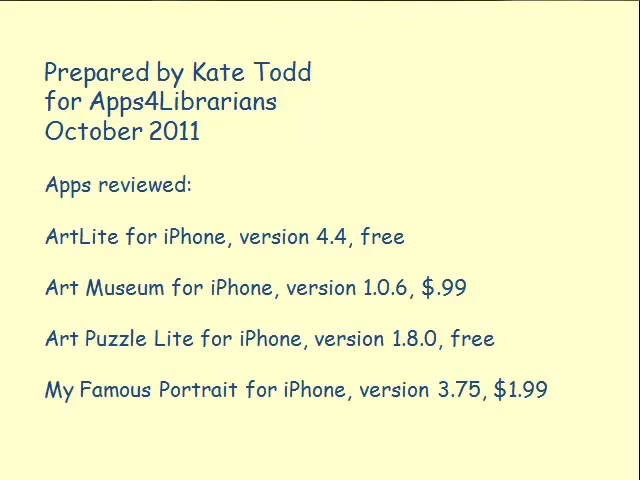 Prepared by Kate Todd
for Apps4Librarians
October 2011
Apps reviewed:
ArtLite for iPhone, version 4.4, free
Art Museum for iPhone, version 1.0.6, $.99
Art Puzzle Lite for iPhone, version 1.8.0, free
My Famous Portrait for iPhone, version 3.75, $1.99